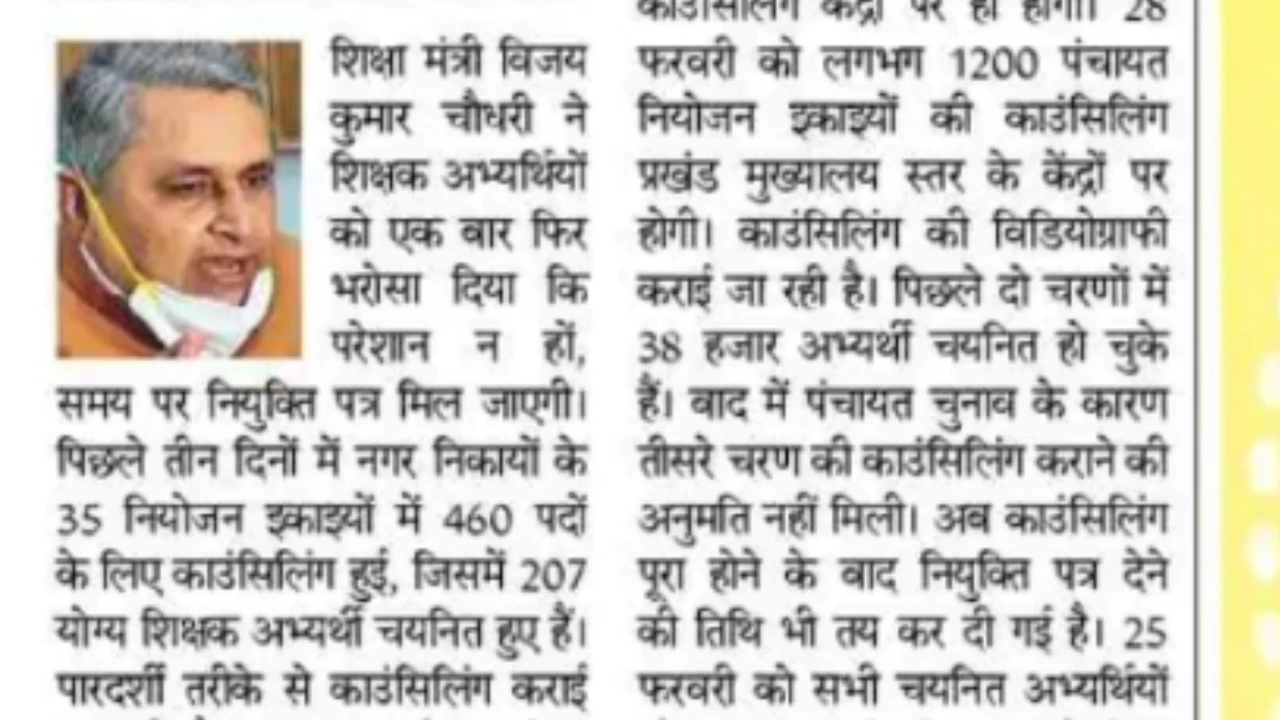 शिक्षा मंत्री विजय
कुमार चौधरी ने
शिक्षक अभ्यर्थियों
को एक बार फिर
भरोसा दिया कि
परेशान न हों,
समय पर नियुक्ति पत्र मिल जाएगी।
पिछले तीन दिनों में नगर निकायों के
35 नियोजन इकाइयों में 460 पदों
के लिए काउंसिलिंग हुई, जिसमें 207
योग्य शिक्षक अभ्यर्थी चयनित हुए हैं।
पारदर्शी तरीके से काउंसिलिंग कराई
काउंसिलिंग केंद्रों पर ही होगी। 28
फरवरी को लगभग 1200 पंचायत
नियोजन इकाइयों की काउंसिलिंग
प्रखंड मुख्यालय स्तर के केंद्रों पर
होगी। काउंसिलिंग की विडियोग्राफी
कराई जा रही है। पिछले दो चरणों में
38 हजार अभ्यर्थी चयनित हो चुके
हैं। बाद में पंचायत चुनाव के कारण
तीसरे चरण की काउंसिलिंग कराने की
अनुमति नहीं मिली। अब काउंसिलिंग
पूरा होने के बाद नियुक्ति पत्र देने
की तिथि भी तय कर दी गई है। 25
फरवरी को सभी चयनित अभ्यर्थियों